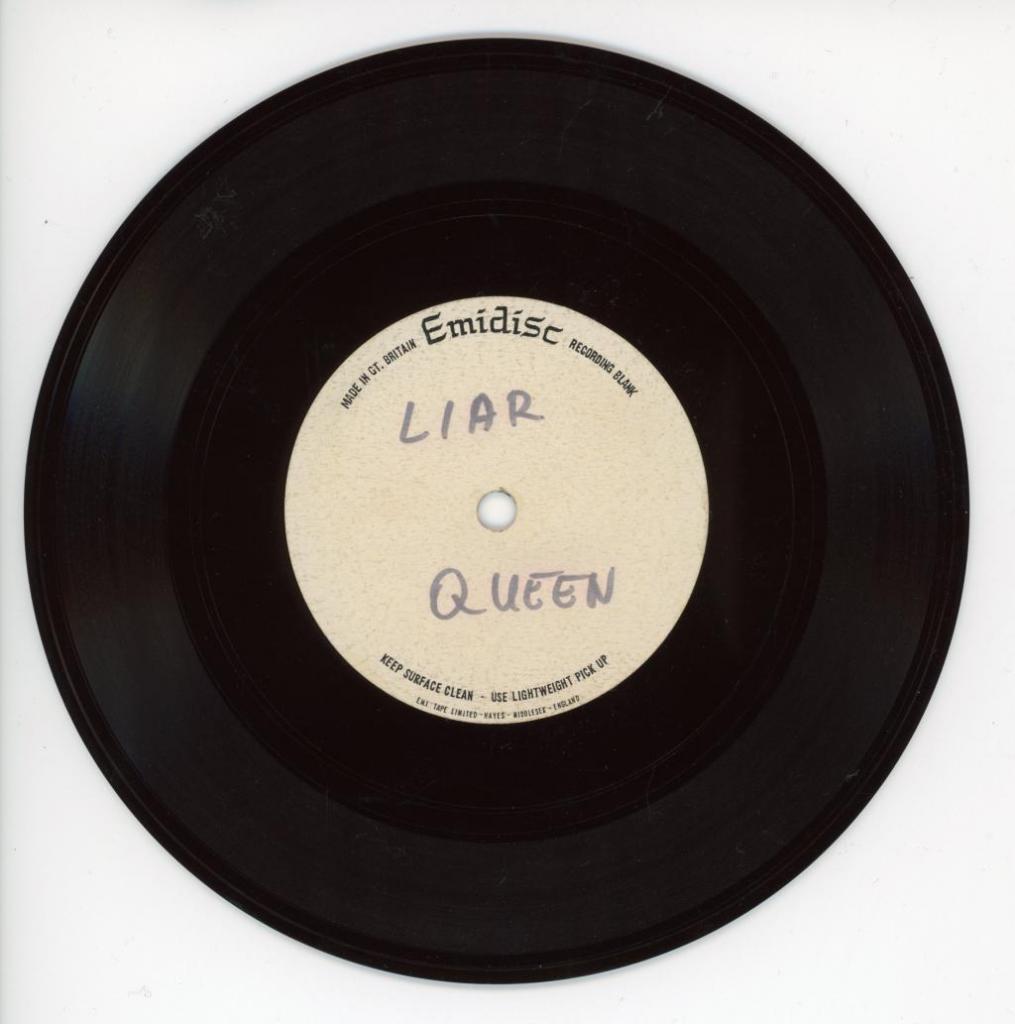 MADE IN GT. BRITAIN Emidisc RECORDING BLANK
LIAR
QUEEN
KEEP SURFACE CLEAN - USE LIGHTWEIGHT PICK UP
E.M.I. TAPE LIMITED - HAYES - MIDDLESEX - ENGLAND